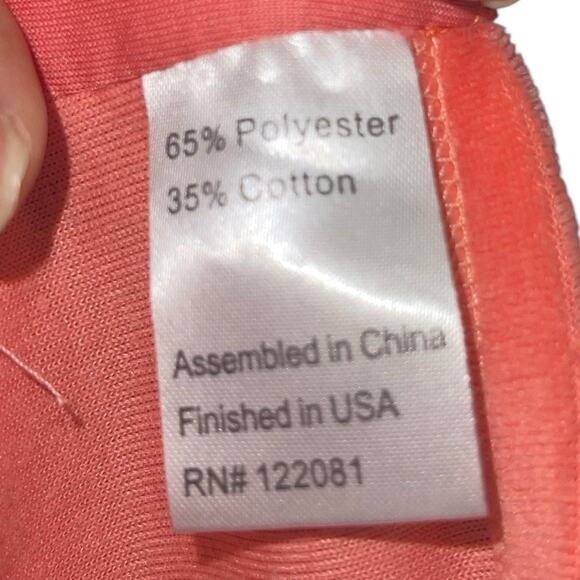 65% Polyester
35% Cotton
Assembled in China
Finished in USA
RN# 122081